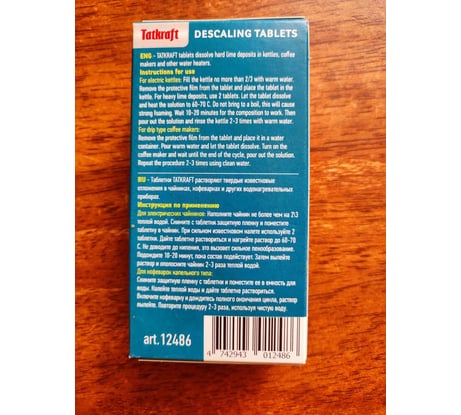 Tatkraft DESCALING TABLETS
ENG - TATKRAFT tablets dissolve hard lime deposits in kettles, coffee
makers and other water heaters.
Instructions for use
For electric kettles: Fill the kettle no more than 2/3 with warm water.
Remove the protective film from the tablet and place the tablet in the
kettle. For heavy lime deposits, use 2 tablets. Let the tablet dissolve
and heat the solution to 60-70 C. Do not bring to a boil, this will cause
strong foaming. Wait 10-20 minutes for the composition to work. Then
pour out the solution and rinse the kettle 2-3 times with warm water.
For drip type coffee makers:
Remove the protective film from the tablet and place it in a water
container. Pour warm water and let the tablet dissolve. Turn on the
coffee maker and wait until the end of the cycle, pour out the solution.
Repeat the procedure 2-3 times using clean water.
RU - Таблетки TATKRAFT растворяют твердые известковые
отложения в чайниках, кофеварках и других водонагревательных
приборах.
Инструкция по применению
Для электрических чайников: Наполните чайник не более чем на 2\3
теплой водой. Снимите с таблетки защитную пленку и поместите
таблетку в чайник. При сильном известковом налете используйте 2
таблетки. Дайте таблетке раствориться и нагрейте раствор до 60-70
С. Не доводите до кипения, это вызовет сильное пенообразование.
Подождите 10-20 минут, пока состав подействует. Затем вылейте
раствор и ополосните чайник 2-3 раза теплой водой.
Для кофеварок капельного типа:
Снимите защитную пленку с таблетки и поместите ее в емкость для
воды. Налейте теплой воды и дайте таблетке раствориться.
Включите кофеварку и дождитесь полного окончания цикла, раствор
вылейте. Повторите процедуру 2-3 раза, используя чистую воду.
art.12486
4 742943 012486